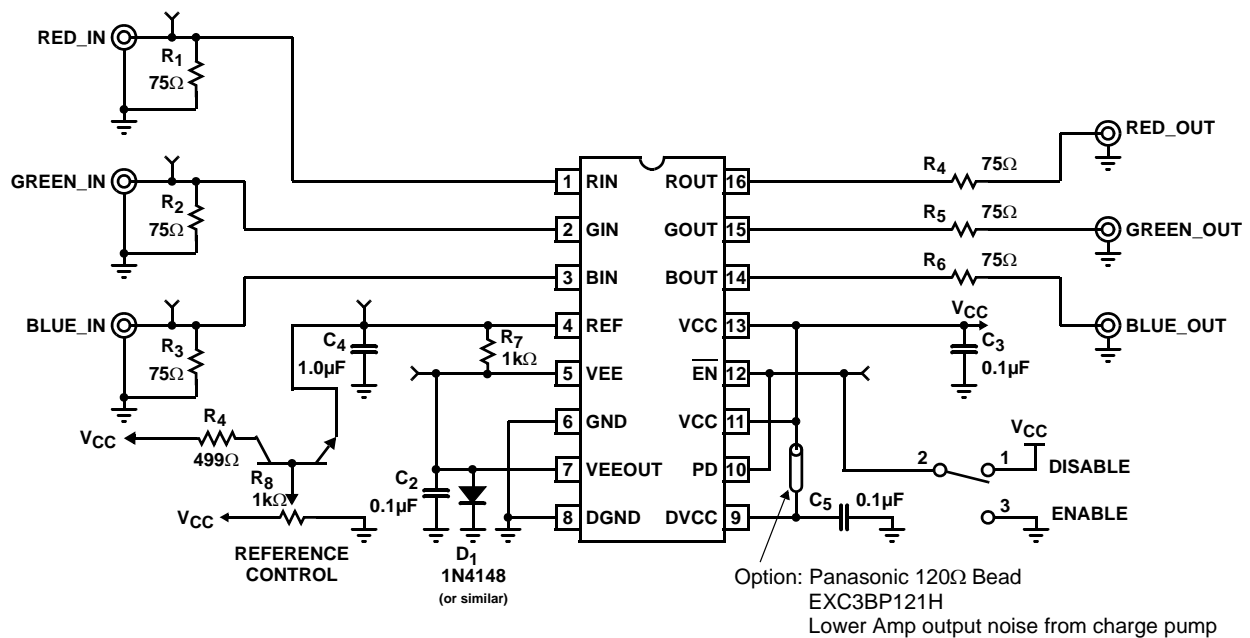 RED_IN
R1
75Ω
GREEN_IN
R2
75Ω
BLUE_IN
R3
75Ω
VCC
R4
499Ω
R8
1kΩ
VCC
REFERENCE
CONTROL
C4
1.0µF
R7
1kΩ
C2
0.1µF
D1
1N4148
(or similar)
1 RIN ROUT 16
2 GIN GOUT 15
3 BIN BOUT 14
4 REF VCC 13
5 VEE EN 12
6 GND VCC 11
7 VEEOUT PD 10
8 DGND DVCC 9
R4 75Ω
RED_OUT
R5 75Ω
GREEN_OUT
R6 75Ω
BLUE_OUT
VCC
C3
0.1µF
VCC
2 1 DISABLE
3 ENABLE
C5 0.1µF
Option: Panasonic 120Ω Bead
EXC3BP121H
Lower Amp output noise from charge pump